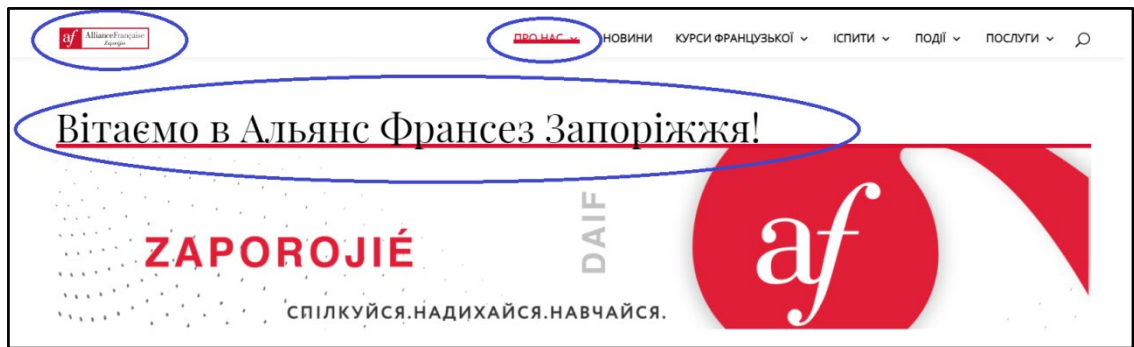 af AllianceFrançaise
Zaporijia
ПРО НАС НОВИНИ КУРСИ ФРАНЦУЗЬКОЇ ІСПИТИ ПОДІЇ ПОСЛУГИ
Вітаємо в Альянс Франсез Запоріжжя!
ZAPOROJIÉ
DAIF
af
СПІЛКУЙСЯ.НАДИХАЙСЯ.НАВЧАЙСЯ.